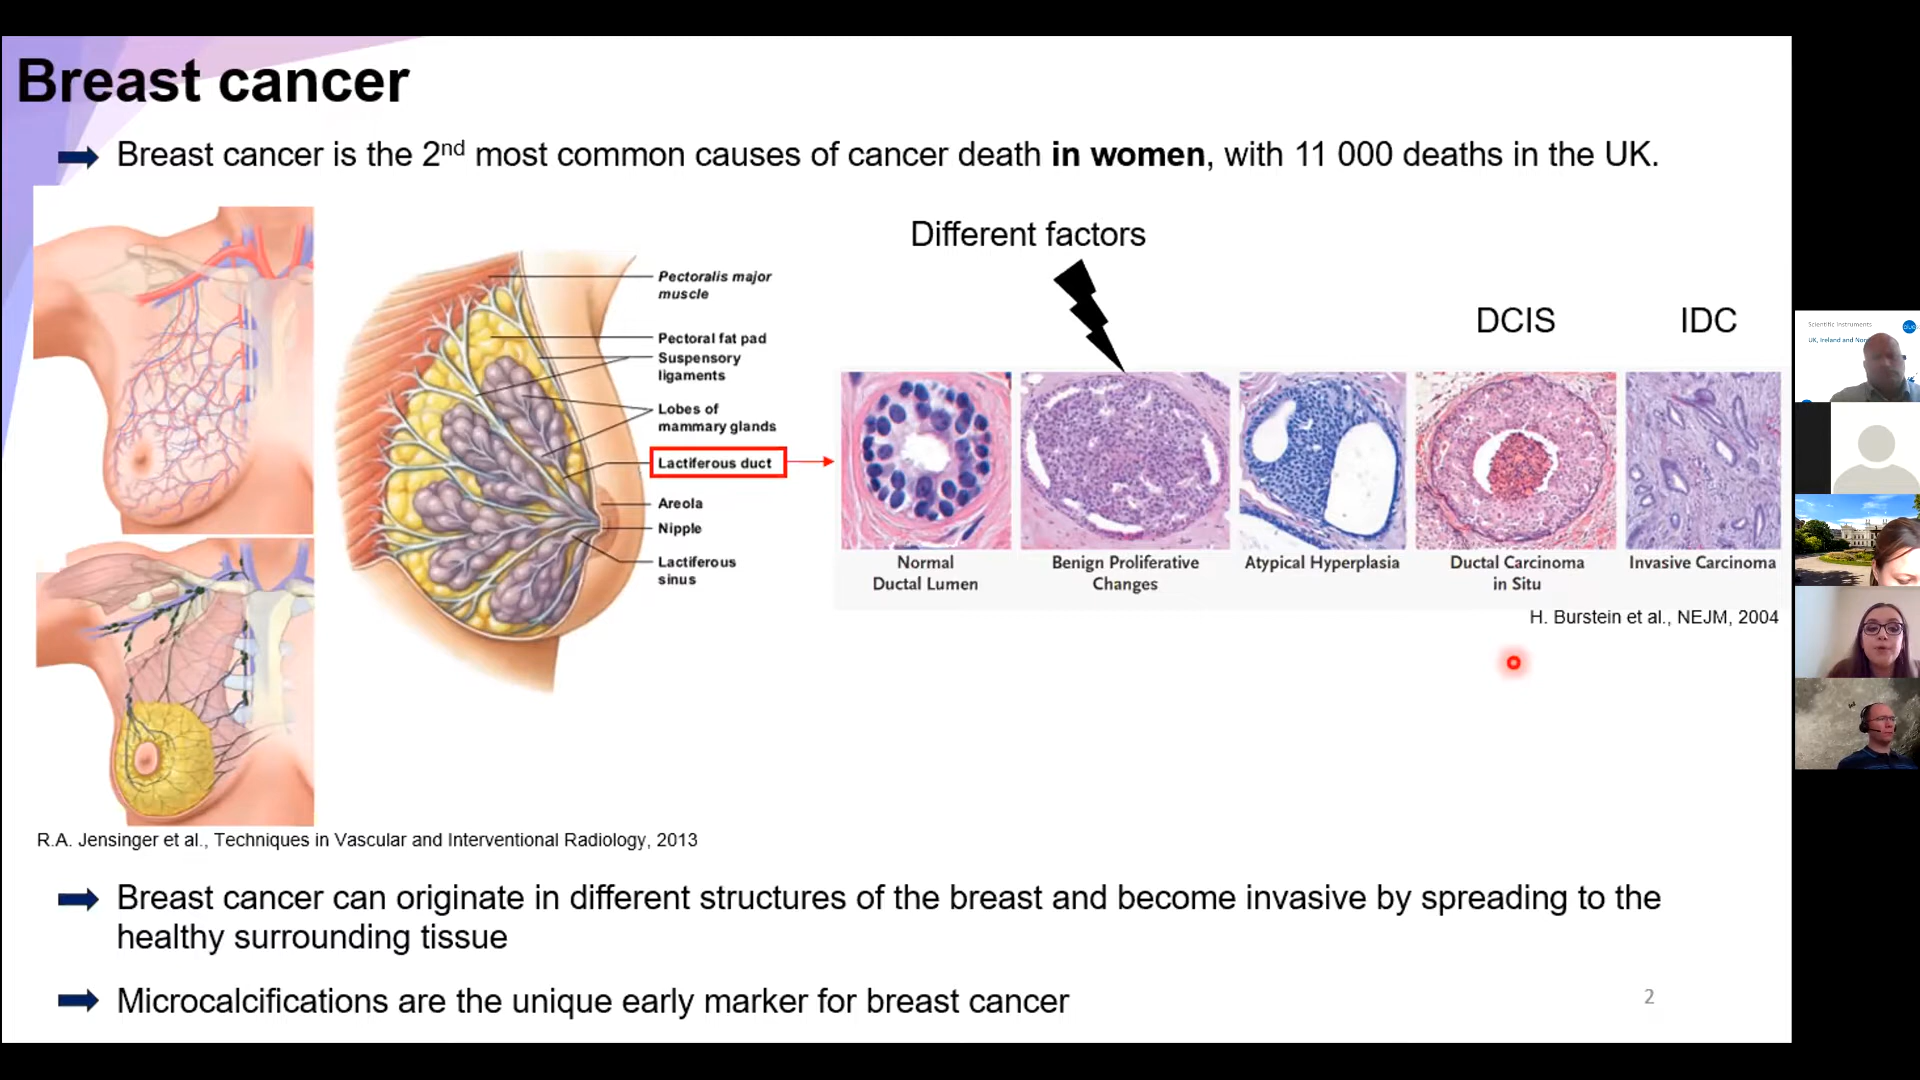 Breast cancer
Breast cancer is the 2nd most common causes of cancer death in women, with 11 000 deaths in the UK.
Different factors
DCIS
IDC
Pectoralis major
muscle
Pectoral fat pad
Suspensory
ligaments
Lobes of
mammary glands
Lactiferous duct
Areola
Nipple
Lactiferous
sinus
Normal
Ductal Lumen
Benign Proliferative
Changes
Atypical Hyperplasia
Ductal Carcinoma
in Situ
Invasive Carcinoma
H. Burstein et al., NEJM, 2004
R.A. Jensinger et al., Techniques in Vascular and Interventional Radiology, 2013
Breast cancer can originate in different structures of the breast and become invasive by spreading to the
healthy surrounding tissue
Microcalcifications are the unique early marker for breast cancer
2
Scientific Instruments
UK, Ireland and